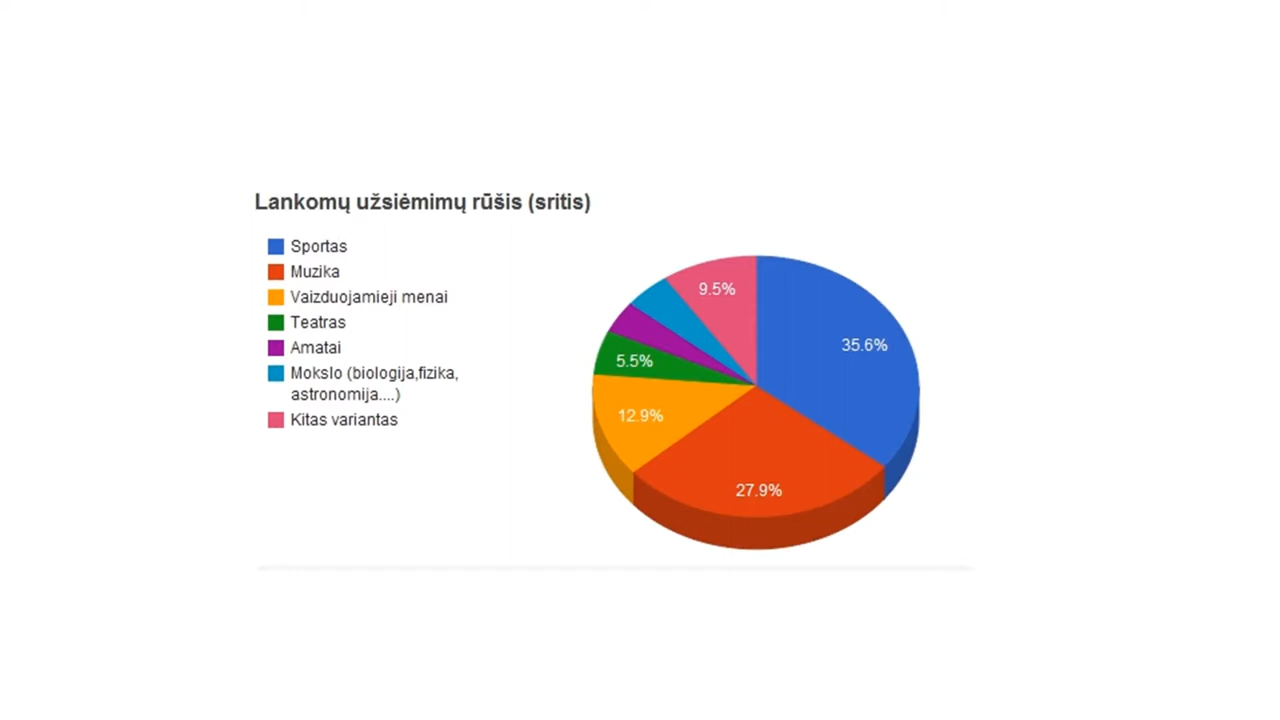 Lankomų užsiėmimų rūšis (sritis)
Sportas
Muzika
Vaizduojamieji menai
Teatras
Amatai
Mokslo (biologija,fizika,
astronomija....)
Kitas variantas
9.5%
35.6%
5.5%
12.9%
27.9%